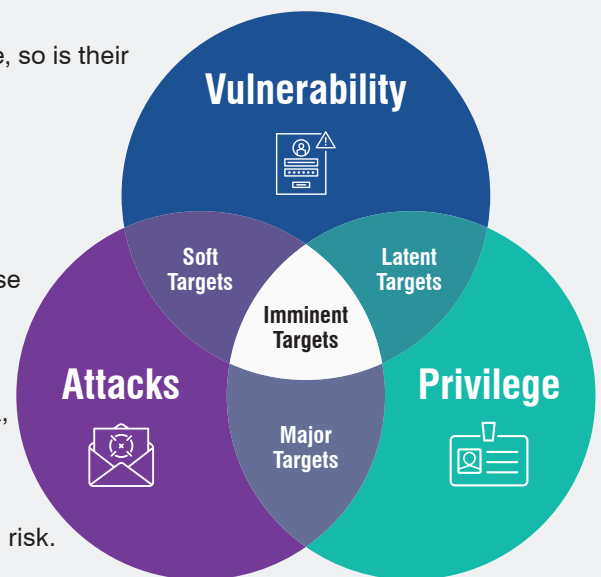 e, so is their
se
,
risk.
Vulnerability
Soft
Targets
Latent
Targets
Imminent
Targets
Attacks
Privilege
Major
Targets